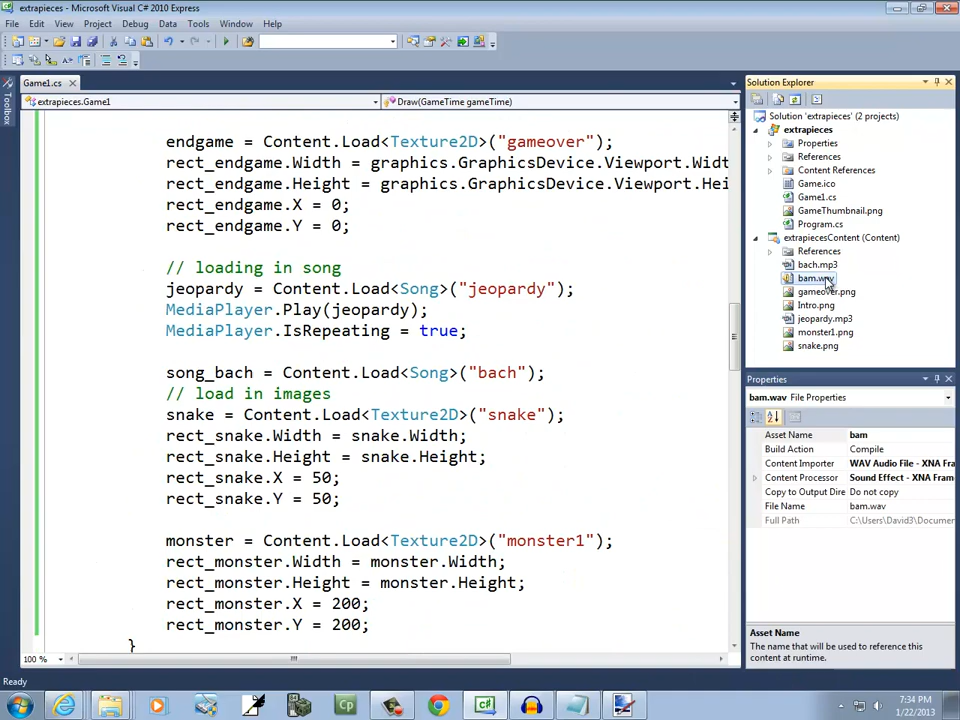 extrapieces - Microsoft Visual C# 2010 Express
File Edit View Project Debug Data Tools Window Help
Game1.cs
Solution Explorer
extrapieces.Game1
Draw(GameTime gameTime)
Toolbox
endgame = Content.Load<Texture2D>("gameover");
rect_endgame.Width = graphics.GraphicsDevice.Viewport.Widt
rect_endgame.Height = graphics.GraphicsDevice.Viewport.Hei
rect_endgame.X = 0;
rect_endgame.Y = 0;
// loading in song
jeopardy = Content.Load<Song>("jeopardy");
MediaPlayer.Play(jeopardy);
MediaPlayer.IsRepeating = true;
song_bach = Content.Load<Song>("bach");
// load in images
snake = Content.Load<Texture2D>("snake");
rect_snake.Width = snake.Width;
rect_snake.Height = snake.Height;
rect_snake.X = 50;
rect_snake.Y = 50;
monster = Content.Load<Texture2D>("monster1");
rect_monster.Width = monster.Width;
rect_monster.Height = monster.Height;
rect_monster.X = 200;
rect_monster.Y = 200;
}
100 %
Solution 'extrapieces' (2 projects)
extrapieces
Properties
References
Content References
Game.ico
Game1.cs
GameThumbnail.png
Program.cs
extrapiecesContent (Content)
References
bach.mp3
bam.wav
gameover.png
Intro.png
jeopardy.mp3
monster1.png
snake.png
Properties
bam.wav File Properties
Asset Name bam
Build Action Compile
Content Importer WAV Audio File - XNA Fram
Content Processor Sound Effect - XNA Fram
Copy to Output Dire Do not copy
File Name bam.wav
Full Path C:\Users\David3\Documen
Asset Name
The name that will be used to reference this
content at runtime.
Ready
Cp
C#
7:34 PM
1/22/2013